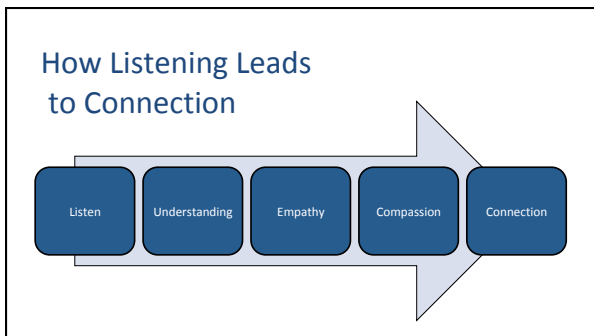 How Listening Leads
to Connection
Listen
Understanding
Empathy
Compassion
Connection